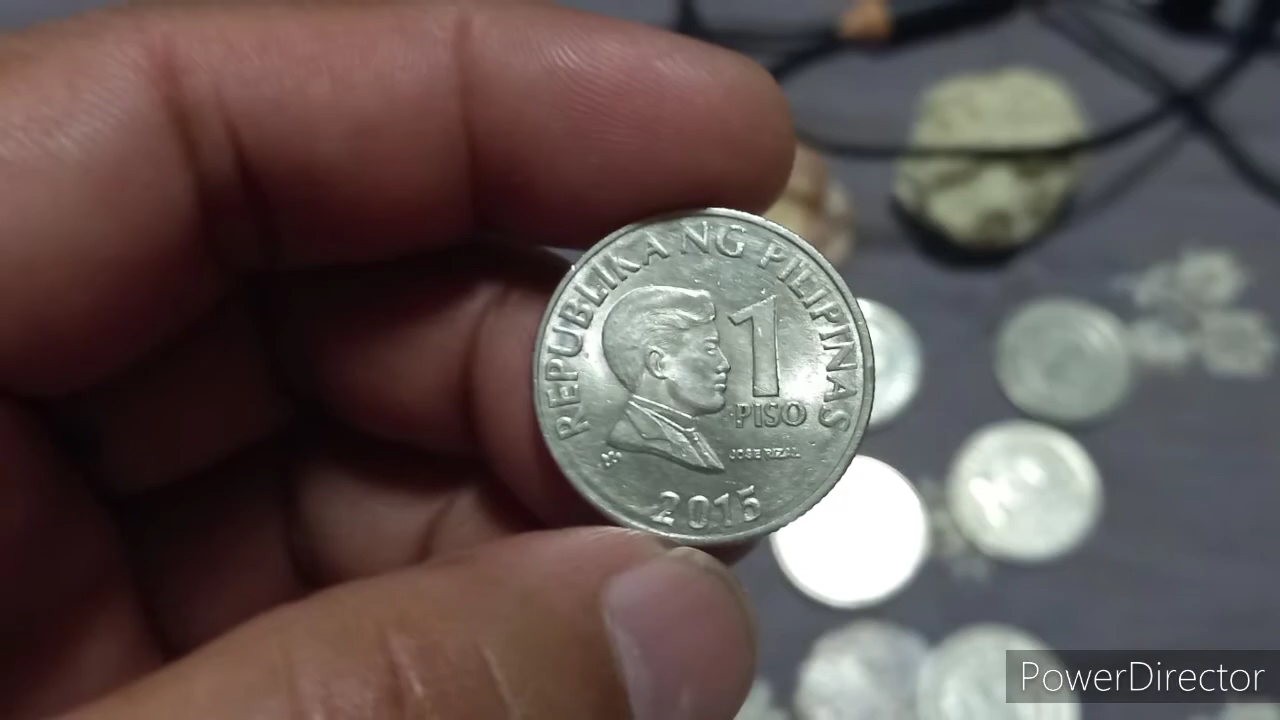 REPUBLIKA NG PILIPINAS
1
PISO
JOSE RIZAL
2015
PowerDirector